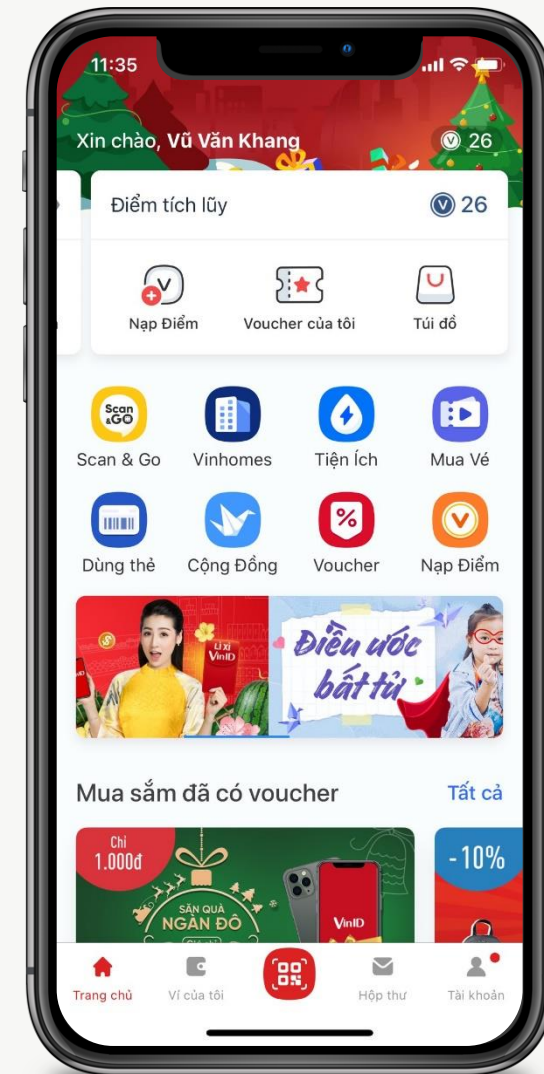 11:35
Xin chào, Vũ Văn Khang
26
Điểm tích lũy
26
Nạp Điểm
Voucher của tôi
Túi đồ
Scan & GO
Scan & Go
Vinhomes
Tiện Ích
Mua Vé
Dùng thẻ
Cộng Đồng
Voucher
Nạp Điểm
LÌ XÌ
VinID
Điều ước
bất tử
Mua sắm đã có voucher
Tất cả
Chỉ
1.000đ
SĂN QUÀ
NGÀN ĐÔ
VinID
-10%
Trang chủ
Ví của tôi
Hộp thư
Tài khoản